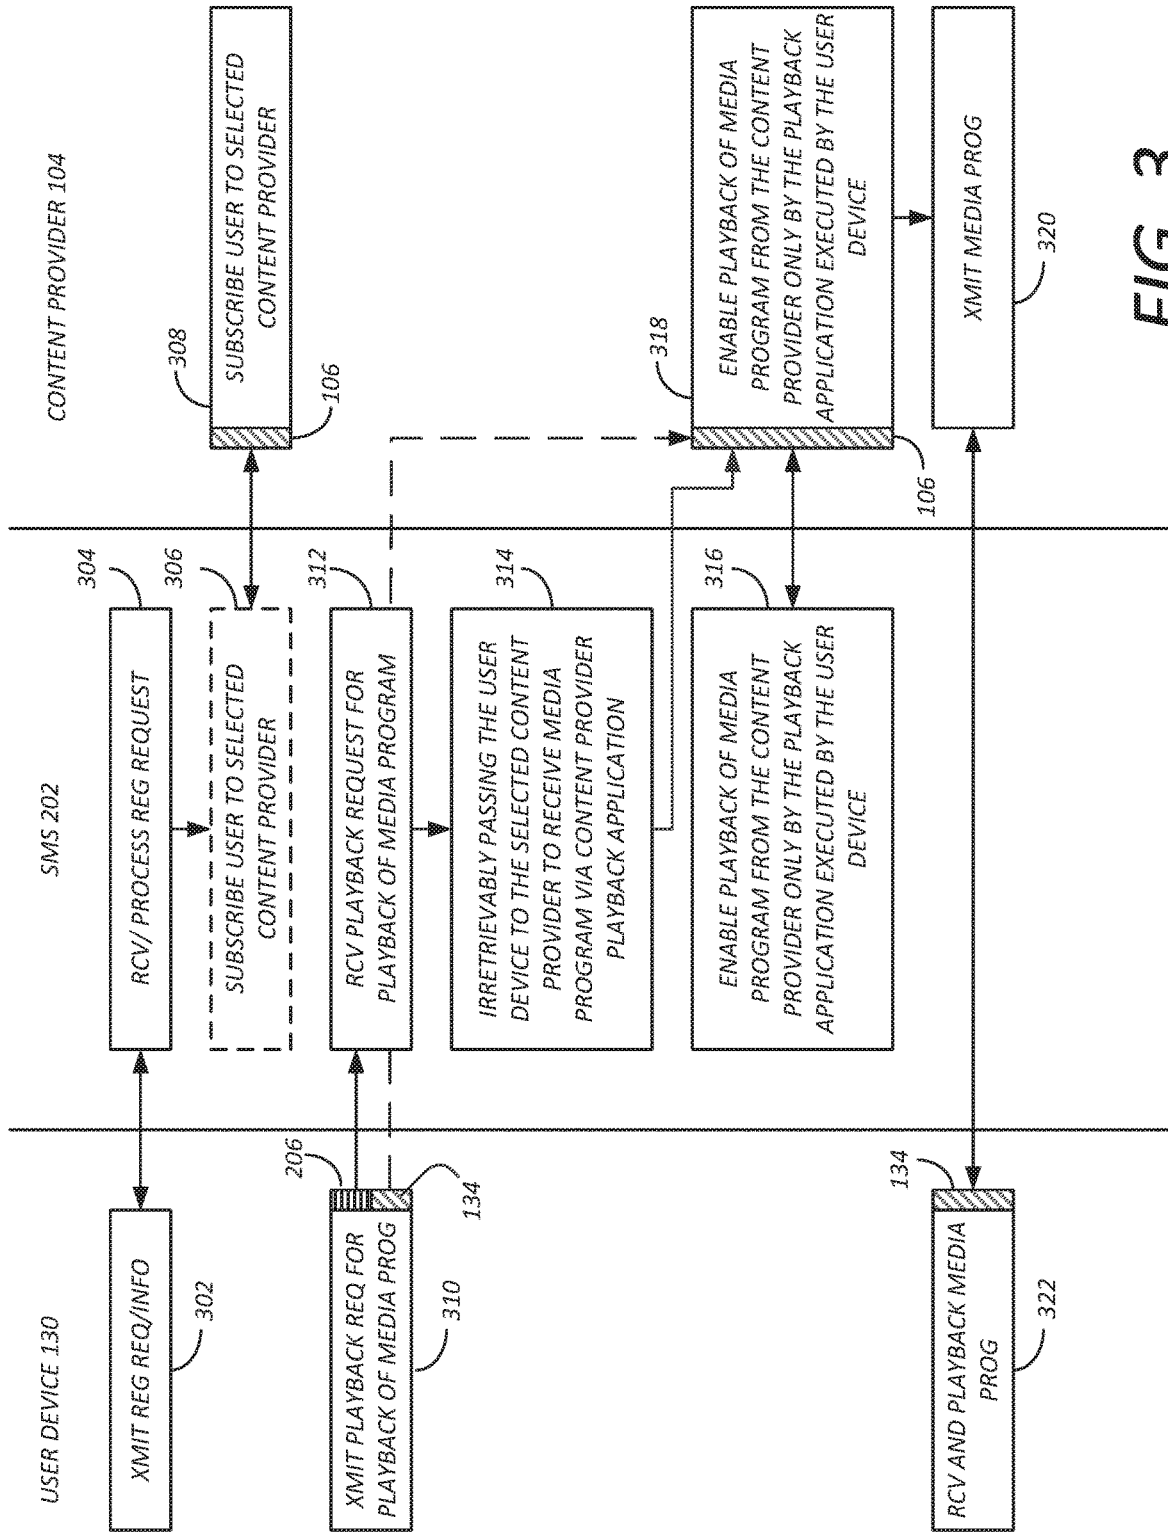 USER DEVICE 130
SMS 202
CONTENT PROVIDER 104
XMIT REG REQ/INFO
302
RCV/ PROCESS REG REQUEST
304
SUBSCRIBE USER TO SELECTED
CONTENT PROVIDER
306
SUBSCRIBE USER TO SELECTED
CONTENT PROVIDER
308
106
XMIT PLAYBACK REQ FOR
PLAYBACK OF MEDIA PROG
310
206
134
RCV PLAYBACK REQUEST FOR
PLAYBACK OF MEDIA PROGRAM
312
IRRETRIEVABLY PASSING THE USER
DEVICE TO THE SELECTED CONTENT
PROVIDER TO RECEIVE MEDIA
PROGRAM VIA CONTENT PROVIDER
PLAYBACK APPLICATION
314
ENABLE PLAYBACK OF MEDIA
PROGRAM FROM THE CONTENT
PROVIDER ONLY BY THE PLAYBACK
APPLICATION EXECUTED BY THE USER
DEVICE
316
ENABLE PLAYBACK OF MEDIA
PROGRAM FROM THE CONTENT
PROVIDER ONLY BY THE PLAYBACK
APPLICATION EXECUTED BY THE USER
DEVICE
318
106
XMIT MEDIA PROG
320
RCV AND PLAYBACK MEDIA
PROG
322
134
FIG. 3